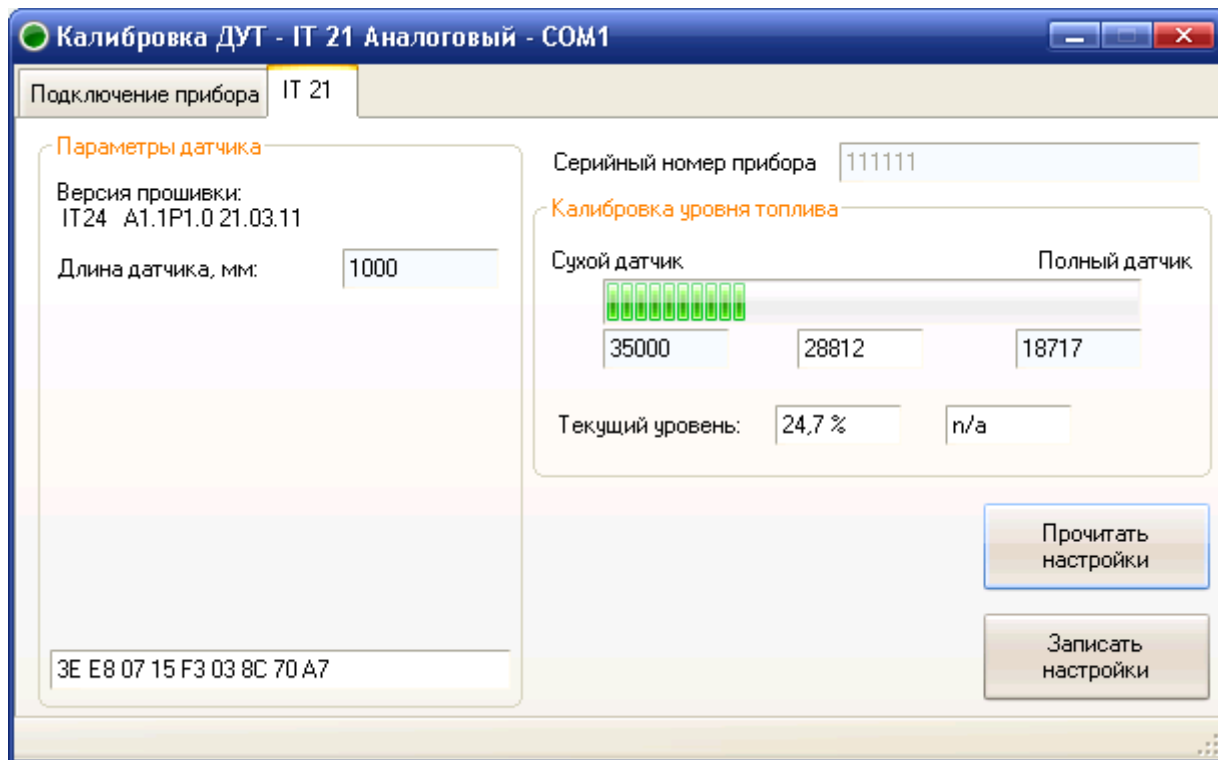 Калибровка ДУТ - IT 21 Аналоговый - COM1
Подключение прибора
IT 21
Параметры датчика
Версия прошивки:
IT24 A1.1P1.0 21.03.11
Длина датчика, мм: 1000
3E E8 07 15 F3 03 8C 70 A7
Серийный номер прибора 111111
Калибровка уровня топлива
Сухой датчик Полный датчик
35000 28812 18717
Текущий уровень: 24,7 % n/a
Прочитать
настройки
Записать
настройки